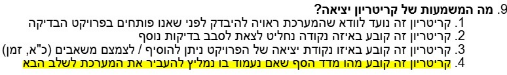 9. מה המשמעות של קריטריון יציאה?
1. קריטריון זה נועד לוודא שהמערכת ראויה להיבדק לפני שאנו פותחים בפרויקט הבדיקה
2. קריטריון זה קובע באיזה נקודה נחליט לצאת לסבב בדיקות נוסף
3. קריטריון זה קובע באיזו נקודת יציאה של הפרויקט ניתן להוסיף / לצמצם משאבים (כ"א, זמן)
4. קריטריון זה קובע מהו מדד הסף שאם נעמוד בו נמליץ להעביר את המערכת לשלב הבא